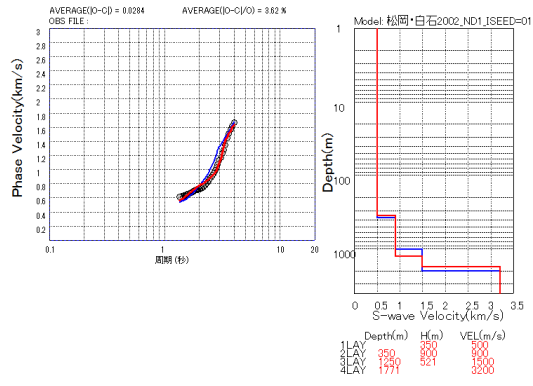 AVERAGE(|O-C|) = 0.0284 AVERAGE(|O-C|/O) = 3.62 %
OBS FILE :
Model: 松岡・白石2002_ND1_ISEED=01
Phase Velocity(km/s)
3
2.8
2.6
2.4
2.2
2
1.8
1.6
1.4
1.2
1
0.8
0.6
0.4
0.2
0.1 1 10 20
周期(秒)
Depth(m)
1
10
100
1000
0 0.5 1 1.5 2 2.5 3 3.5
S-wave Velocity(km/s)
Depth(m) H(m) VEL(m/s)
1LAY 350 500
2LAY 350 900 900
3LAY 1250 521 1500
4LAY 1771 3200